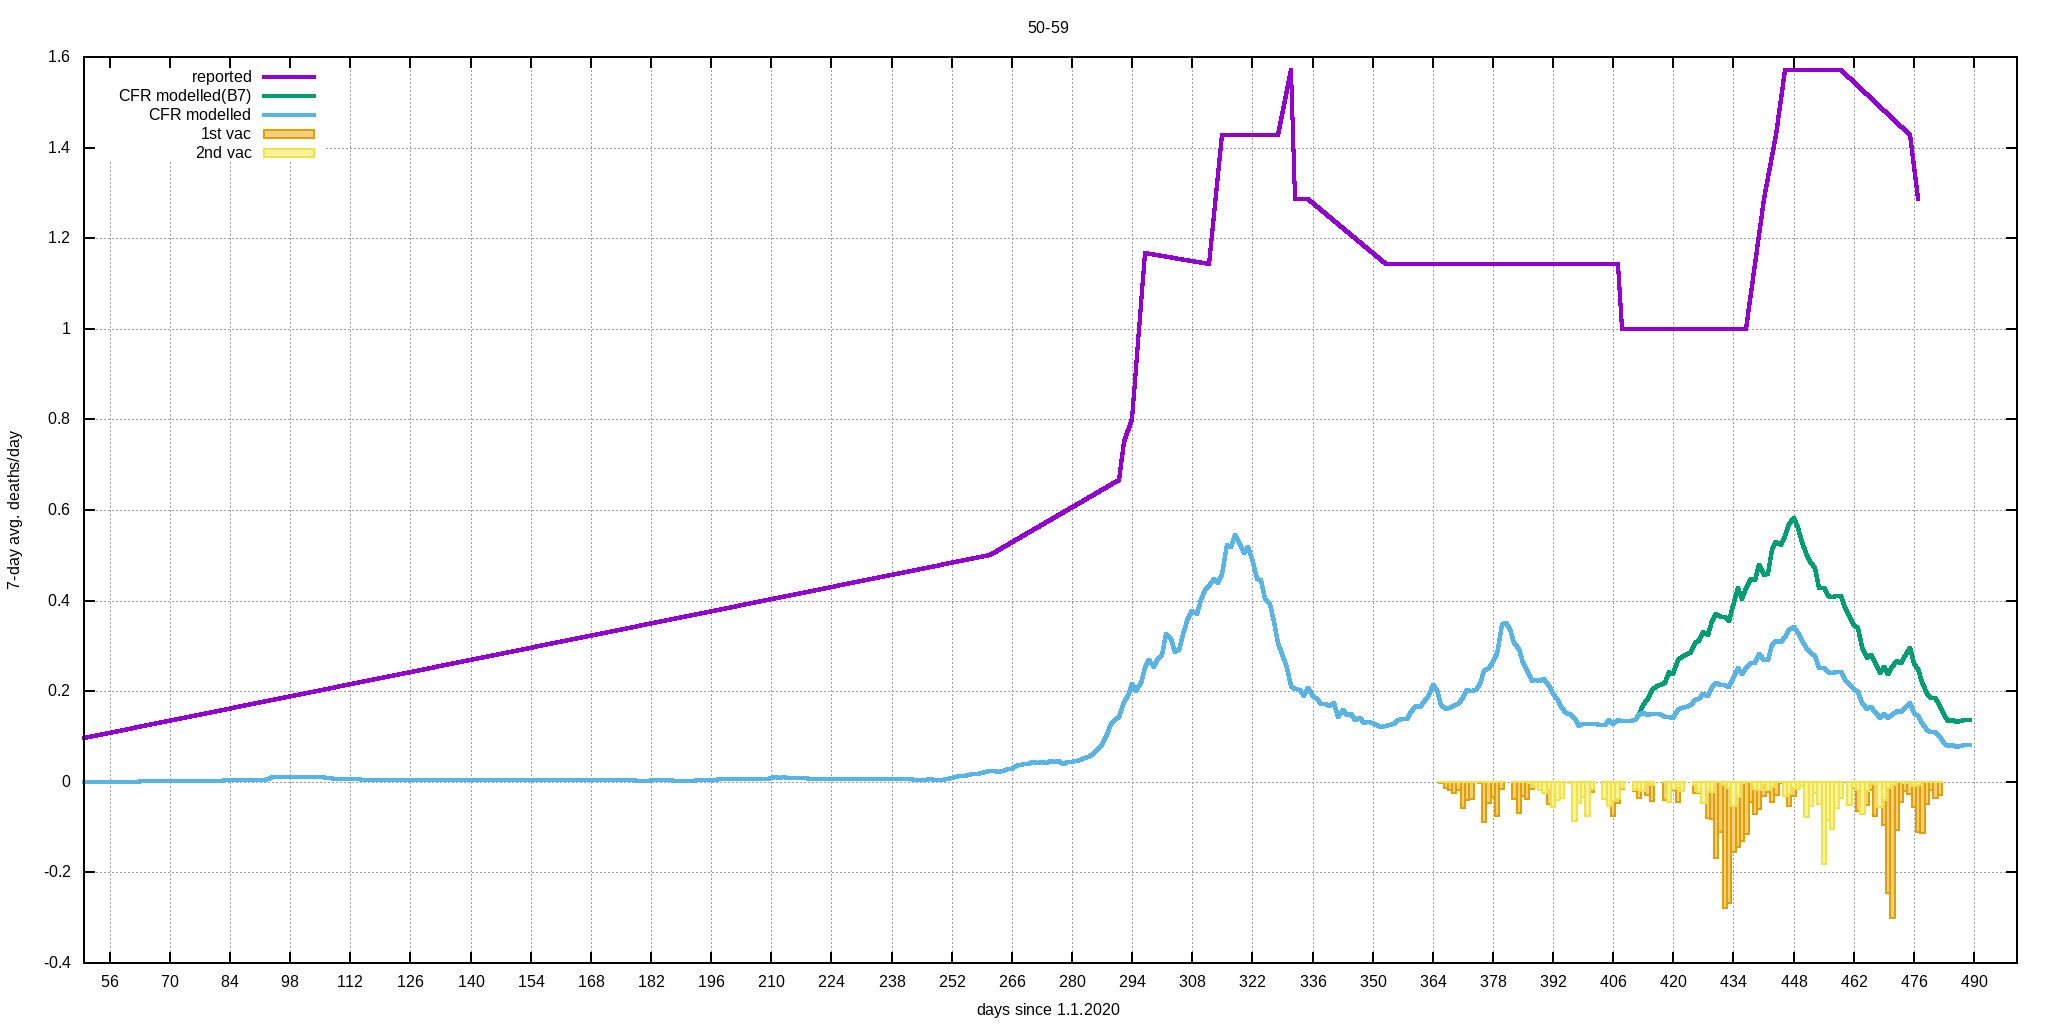 50-59
reported
CFR modelled(B7)
CFR modelled
1st vac
2nd vac
1.6
1.4
1.2
1
0.8
0.6
0.4
0.2
0
-0.2
-0.4
7-day avg. deaths/day
56 70 84 98 112 126 140 154 168 182 196 210 224 238 252 266 280 294 308 322 336 350 364 378 392 406 420 434 448 462 476 490
days since 1.1.2020